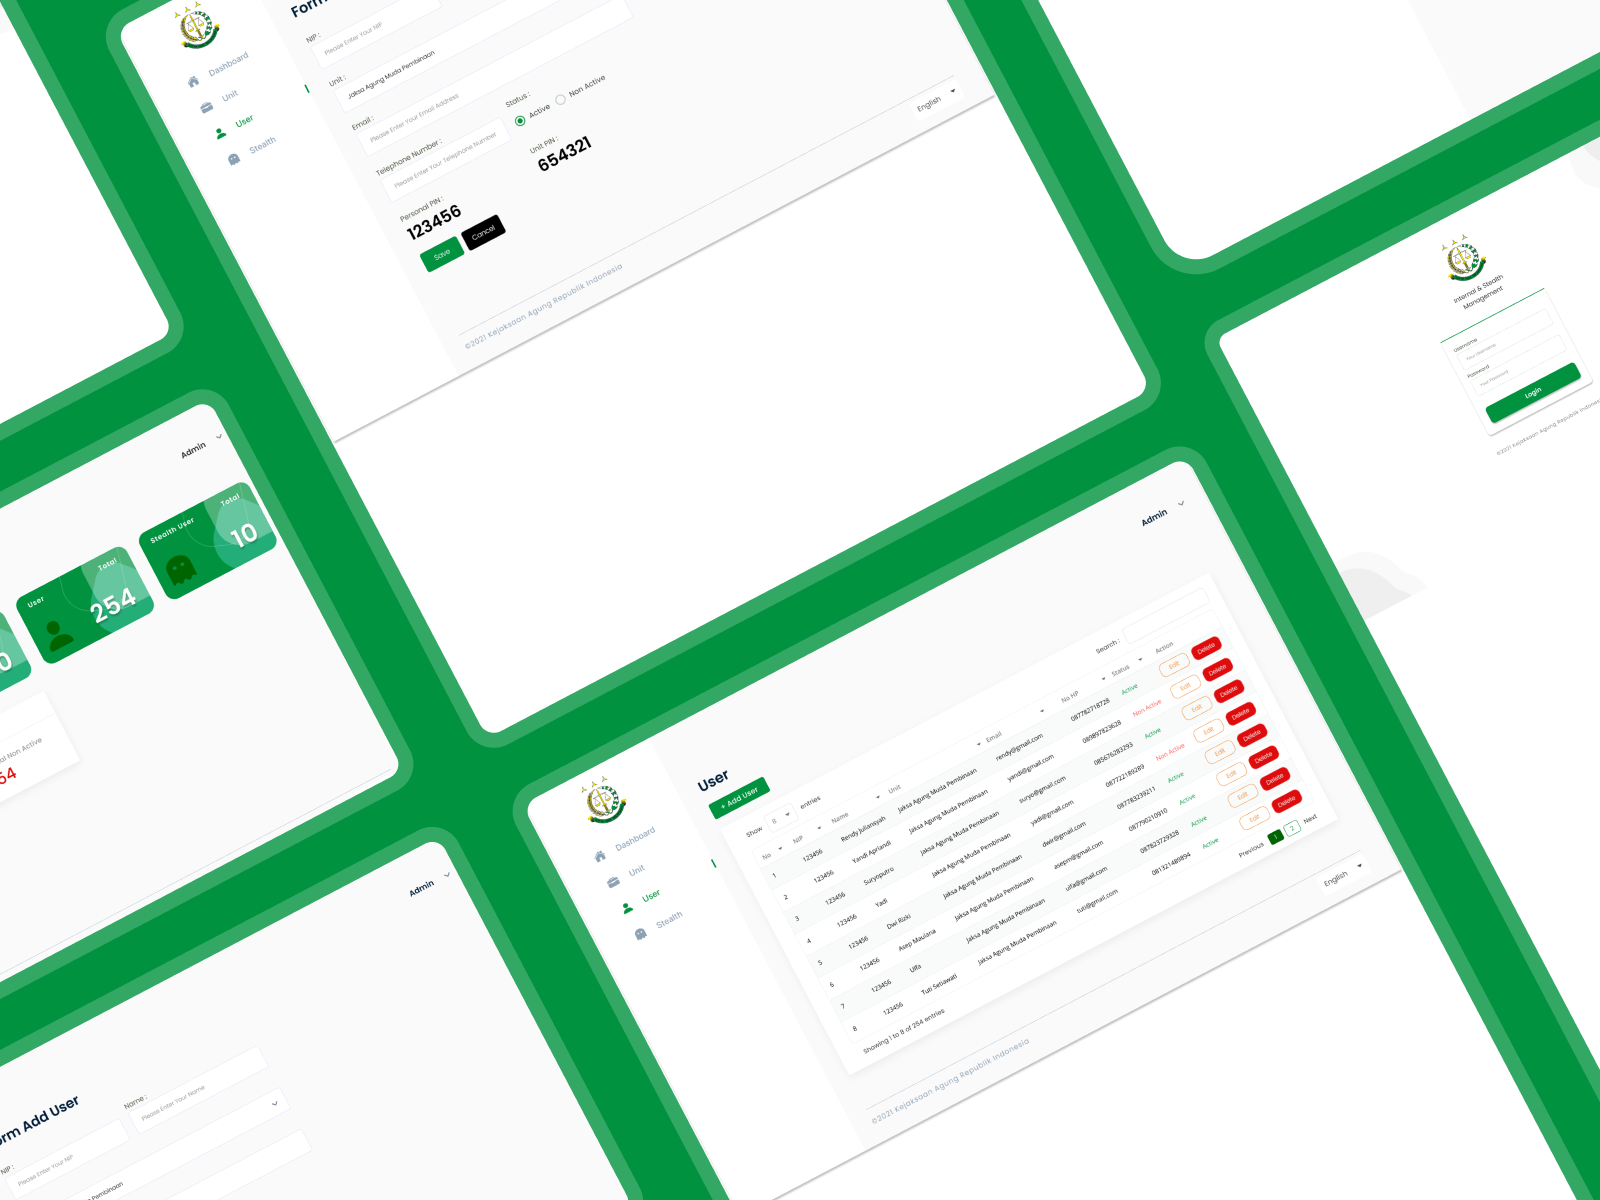 Form
NIP :
Please Enter Your NIP
Unit :
Jaksa Agung Muda Pembinaan
Email :
Please Enter Your Email Address
Telephone Number :
Please Enter Your Telephone Number
Status :
Active
Non Active
Personal PIN :
123456
Unit PIN :
654321
Save
Cancel
English
©2021 Kejaksaan Agung Republik Indonesia
Dashboard
Unit
User
Stealth
Internal & Stealth
Management
Username
Your Username
Password
Your Password
Login
©2021 Kejaksaan Agung Republik Indonesia
Admin
User
Total
254
Stealth User
Total
10
0
al Non Active
54
Admin
orm Add User
NIP :
Please Enter Your NIP
Name :
Please Enter Your Name
Pembinaan
Admin
Dashboard
Unit
User
Stealth
User
+ Add User
Show 8 entries
Search :
No NIP Name Unit Email No HP Status Action
1 123456 Rendy Juliansyah Jaksa Agung Muda Pembinaan rendy@gmail.com 087782718728 Active Edit Delete
2 123456 Yandi Apriandi Jaksa Agung Muda Pembinaan yandi@gmail.com 089897823628 Non Active Edit Delete
3 123456 Suryoputro Jaksa Agung Muda Pembinaan suryo@gmail.com 085676283293 Active Edit Delete
4 123456 Yadi Jaksa Agung Muda Pembinaan yadi@gmail.com 087722189289 Non Active Edit Delete
5 123456 Dwi Rizki Jaksa Agung Muda Pembinaan dwir@gmail.com 087783239211 Active Edit Delete
6 123456 Asep Maulana Jaksa Agung Muda Pembinaan asepm@gmail.com 087790210910 Active Edit Delete
7 123456 Ulfa Jaksa Agung Muda Pembinaan ulfa@gmail.com 087823729328 Active Edit Delete
8 123456 Tuti Setiawati Jaksa Agung Muda Pembinaan tuti@gmail.com 081321489894 Active Edit Delete
Showing 1 to 8 of 254 entries
Previous 1 2 Next
English
©2021 Kejaksaan Agung Republik Indonesia